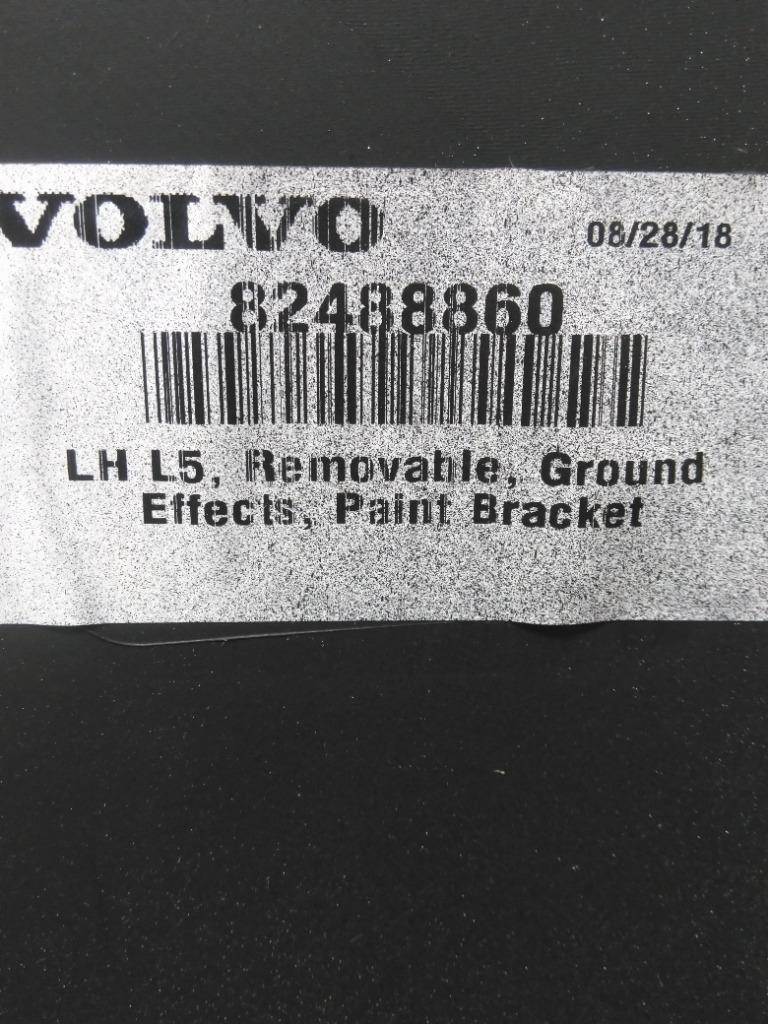 VOLVO
08/28/18
82488860
LH L5, Removable, Ground
Effects, Paint Bracket